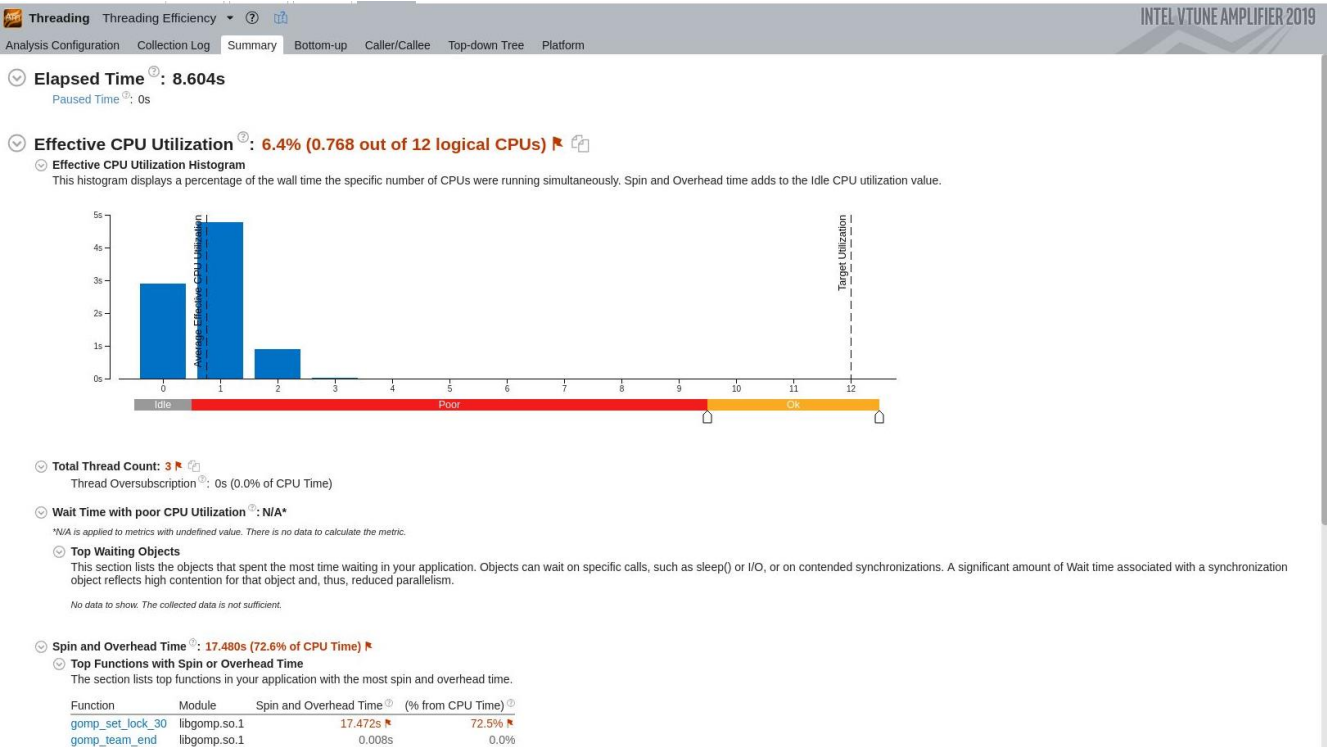 Threading Threading Efficiency ?
INTEL VTUNE AMPLIFIER 2019
Analysis Configuration Collection Log Summary Bottom-up Caller/Callee Top-down Tree Platform
Elapsed Time ?: 8.604s
Paused Time ?: 0s
Effective CPU Utilization ?: 6.4% (0.768 out of 12 logical CPUs)
Effective CPU Utilization Histogram
This histogram displays a percentage of the wall time the specific number of CPUs were running simultaneously. Spin and Overhead time adds to the Idle CPU utilization value.
5s
4s
3s
2s
1s
0s
Average Effective CPU Utilization
Target Utilization
0 1 2 3 4 5 6 7 8 9 10 11 12
Idle Poor Ok
Total Thread Count: 3
Thread Oversubscription ?: 0s (0.0% of CPU Time)
Wait Time with poor CPU Utilization ?: N/A*
*N/A is applied to metrics with undefined value. There is no data to calculate the metric.
Top Waiting Objects
This section lists the objects that spent the most time waiting in your application. Objects can wait on specific calls, such as sleep() or I/O, or on contended synchronizations. A significant amount of Wait time associated with a synchronization
object reflects high contention for that object and, thus, reduced parallelism.
No data to show. The collected data is not sufficient.
Spin and Overhead Time ?: 17.480s (72.6% of CPU Time)
Top Functions with Spin or Overhead Time
The section lists top functions in your application with the most spin and overhead time.
Function Module Spin and Overhead Time ? (% from CPU Time) ?
gomp_set_lock_30 libgomp.so.1 17.472s 72.5%
gomp_team_end libgomp.so.1 0.008s 0.0%